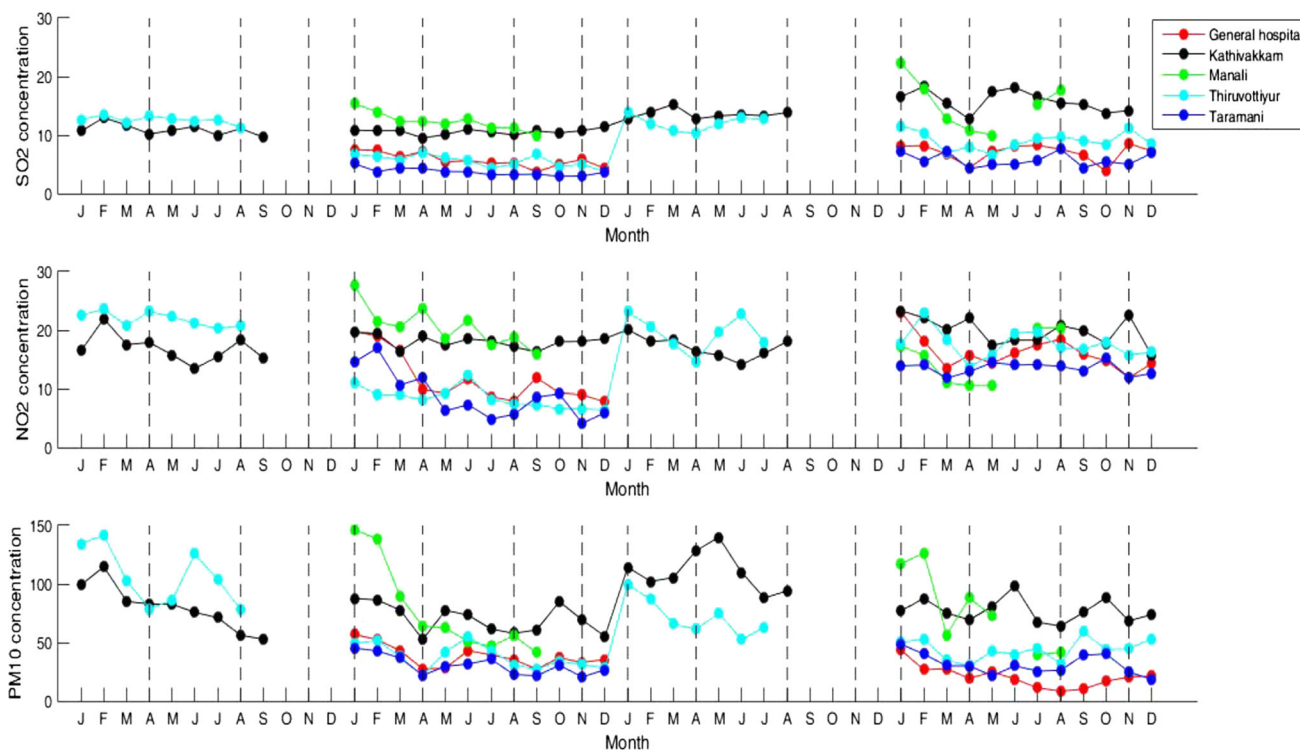 SO2 concentration
30
20
10
0
General hospita
Kathivakkam
Manali
Thiruvottiyur
Taramani
J F M A M J J A S O N D J F M A M J J A S O N D J F M A M J J A S O N D J F M A M J J A S O N D
Month
NO2 concentration
30
20
10
0
J F M A M J J A S O N D J F M A M J J A S O N D J F M A M J J A S O N D J F M A M J J A S O N D
Month
PM10 concentration
150
100
50
0
J F M A M J J A S O N D J F M A M J J A S O N D J F M A M J J A S O N D J F M A M J J A S O N D
Month